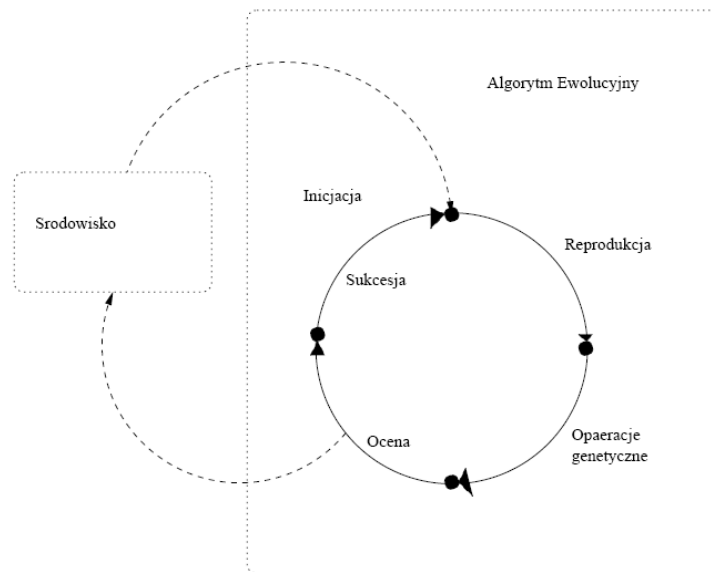 Algorytm Ewolucyjny
Inicjacja
Srodowisko
Reprodukcja
Sukcesja
Ocena
Opaeracje
genetyczne